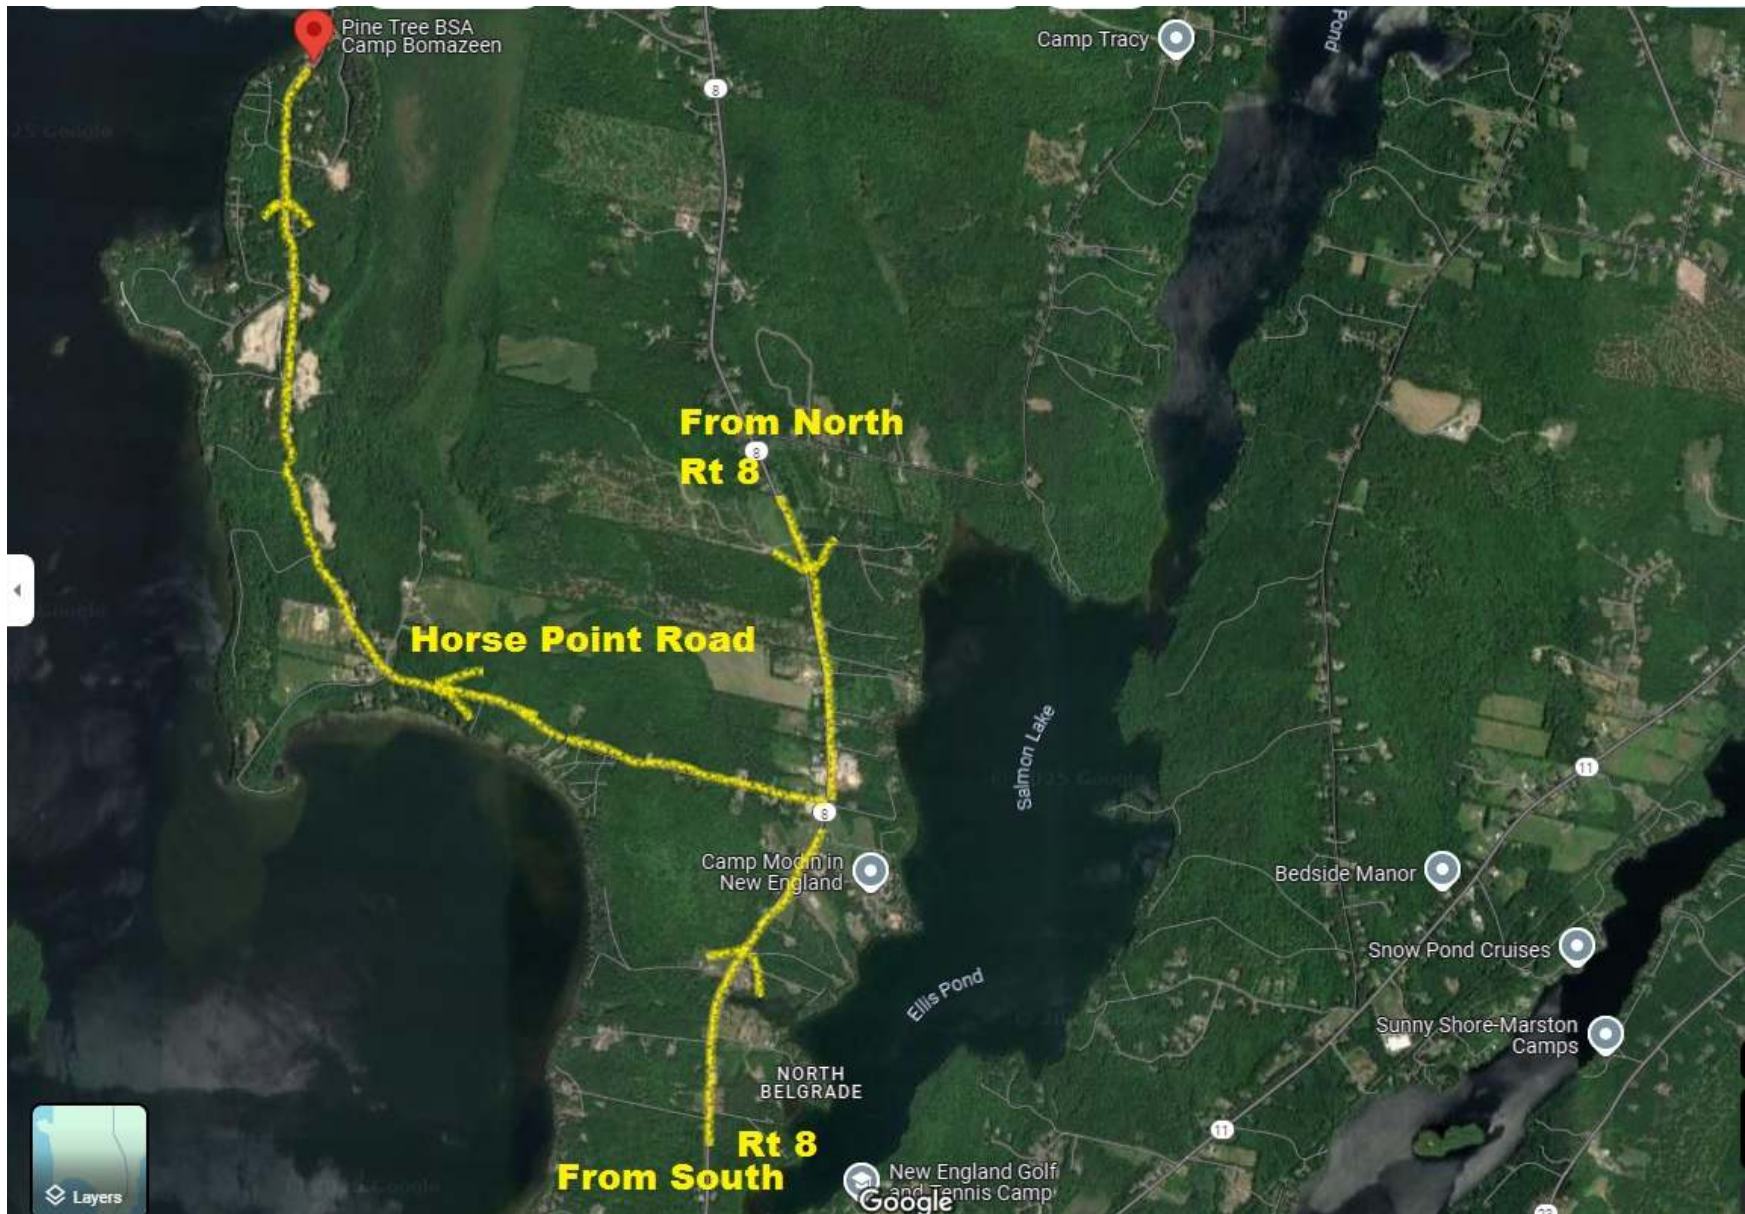 Pine Tree BSA
Camp Bomazeen
Camp Tracy
Pond
8
From North
8
Rt 8
Horse Point Road
Salmon Lake
11
8
Camp Modin in
New England
Bedside Manor
Snow Pond Cruises
Ellis Pond
Sunny Shore-Marston
Camps
NORTH
BELGRADE
11
Rt 8
From South
New England Golf
and Tennis Camp
Layers
Google
23